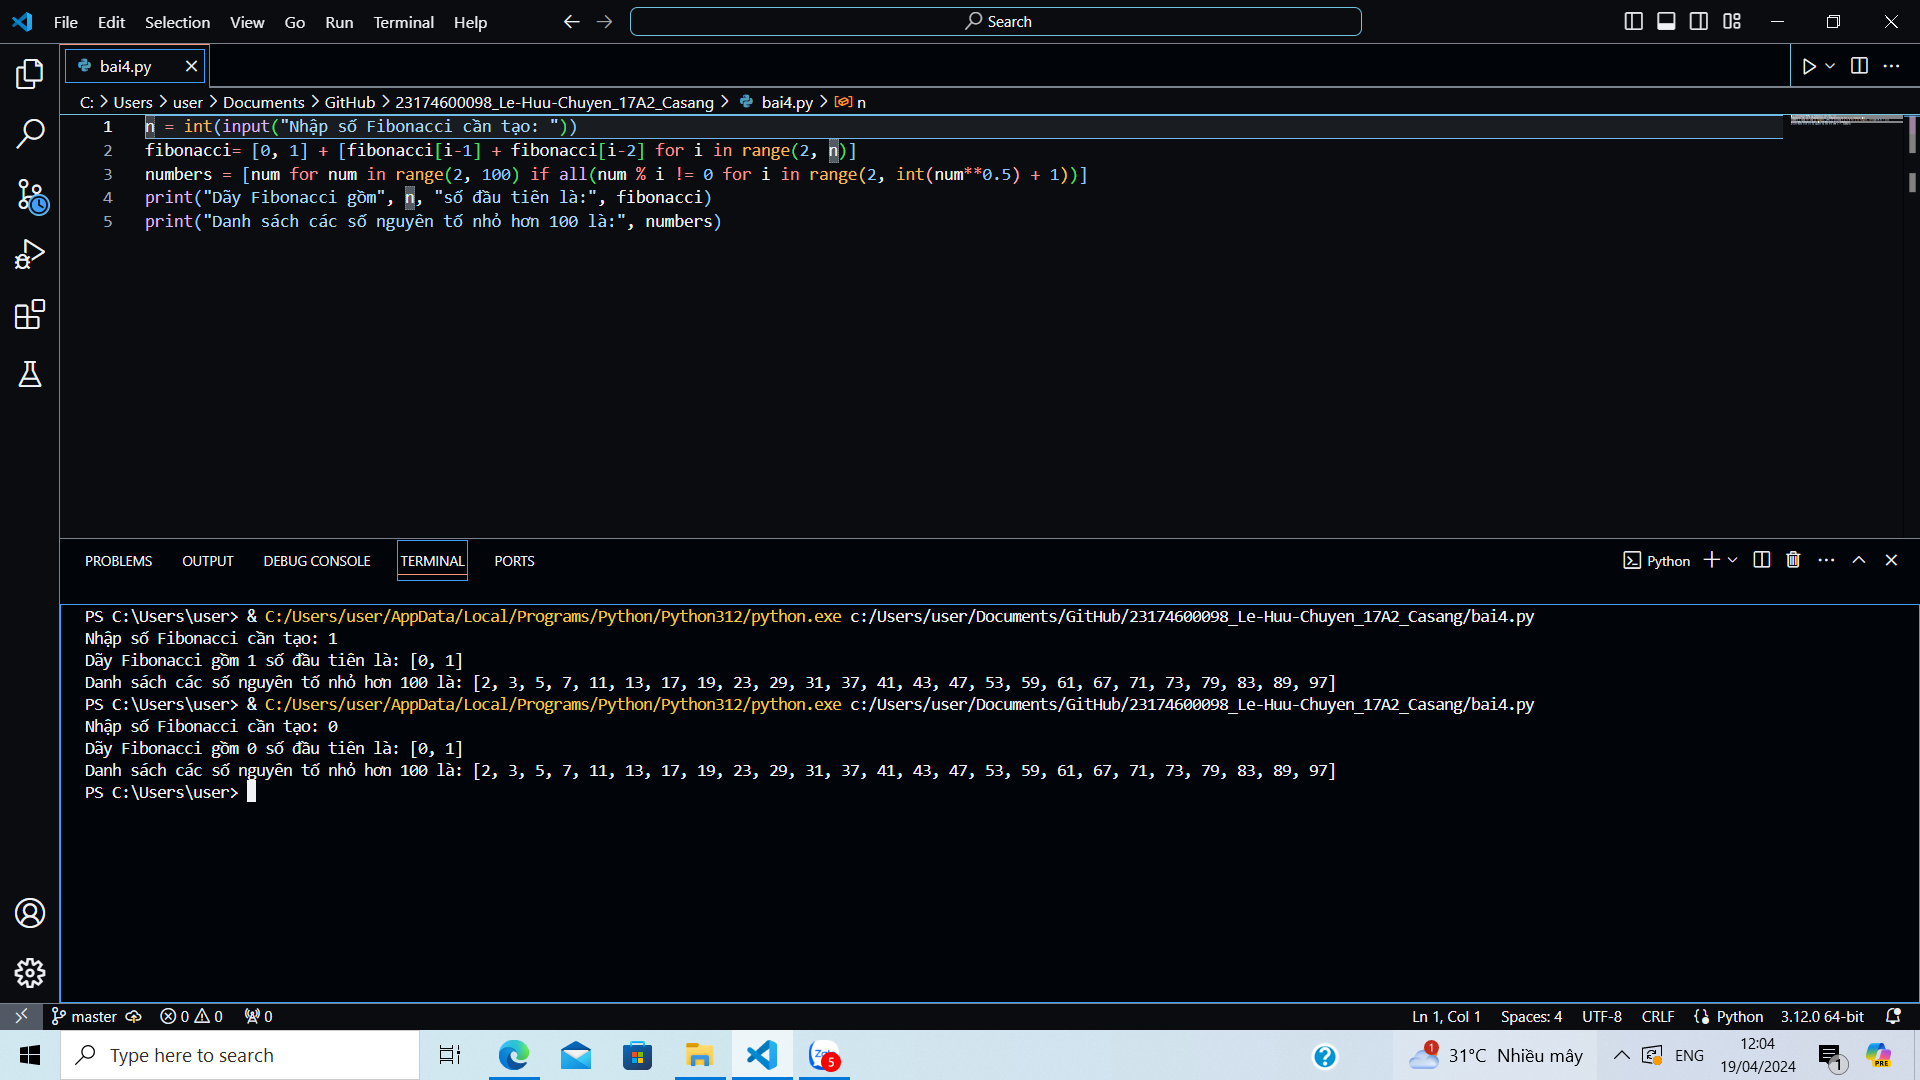 File Edit Selection View Go Run Terminal Help
Search
bai4.py
C: > Users > user > Documents > GitHub > 23174600098_Le-Huu-Chuyen_17A2_Casang > bai4.py > n
1 n = int(input("Nhập số Fibonacci cần tạo: "))
2 fibonacci= [0, 1] + [fibonacci[i-1] + fibonacci[i-2] for i in range(2, n)]
3 numbers = [num for num in range(2, 100) if all(num % i != 0 for i in range(2, int(num**0.5) + 1))]
4 print("Dãy Fibonacci gồm", n, "số đầu tiên là:", fibonacci)
5 print("Danh sách các số nguyên tố nhỏ hơn 100 là:", numbers)
PROBLEMS OUTPUT DEBUG CONSOLE TERMINAL PORTS
Python
PS C:\Users\user> & C:/Users/user/AppData/Local/Programs/Python/Python312/python.exe c:/Users/user/Documents/GitHub/23174600098_Le-Huu-Chuyen_17A2_Casang/bai4.py
Nhập số Fibonacci cần tạo: 1
Dãy Fibonacci gồm 1 số đầu tiên là: [0, 1]
Danh sách các số nguyên tố nhỏ hơn 100 là: [2, 3, 5, 7, 11, 13, 17, 19, 23, 29, 31, 37, 41, 43, 47, 53, 59, 61, 67, 71, 73, 79, 83, 89, 97]
PS C:\Users\user> & C:/Users/user/AppData/Local/Programs/Python/Python312/python.exe c:/Users/user/Documents/GitHub/23174600098_Le-Huu-Chuyen_17A2_Casang/bai4.py
Nhập số Fibonacci cần tạo: 0
Dãy Fibonacci gồm 0 số đầu tiên là: [0, 1]
Danh sách các số nguyên tố nhỏ hơn 100 là: [2, 3, 5, 7, 11, 13, 17, 19, 23, 29, 31, 37, 41, 43, 47, 53, 59, 61, 67, 71, 73, 79, 83, 89, 97]
PS C:\Users\user>
master 0 0 0 Ln 1, Col 1 Spaces: 4 UTF-8 CRLF Python 3.12.0 64-bit
Type here to search
5
1 31°C Nhiều mây
ENG
12:04
19/04/2024
1
PRE